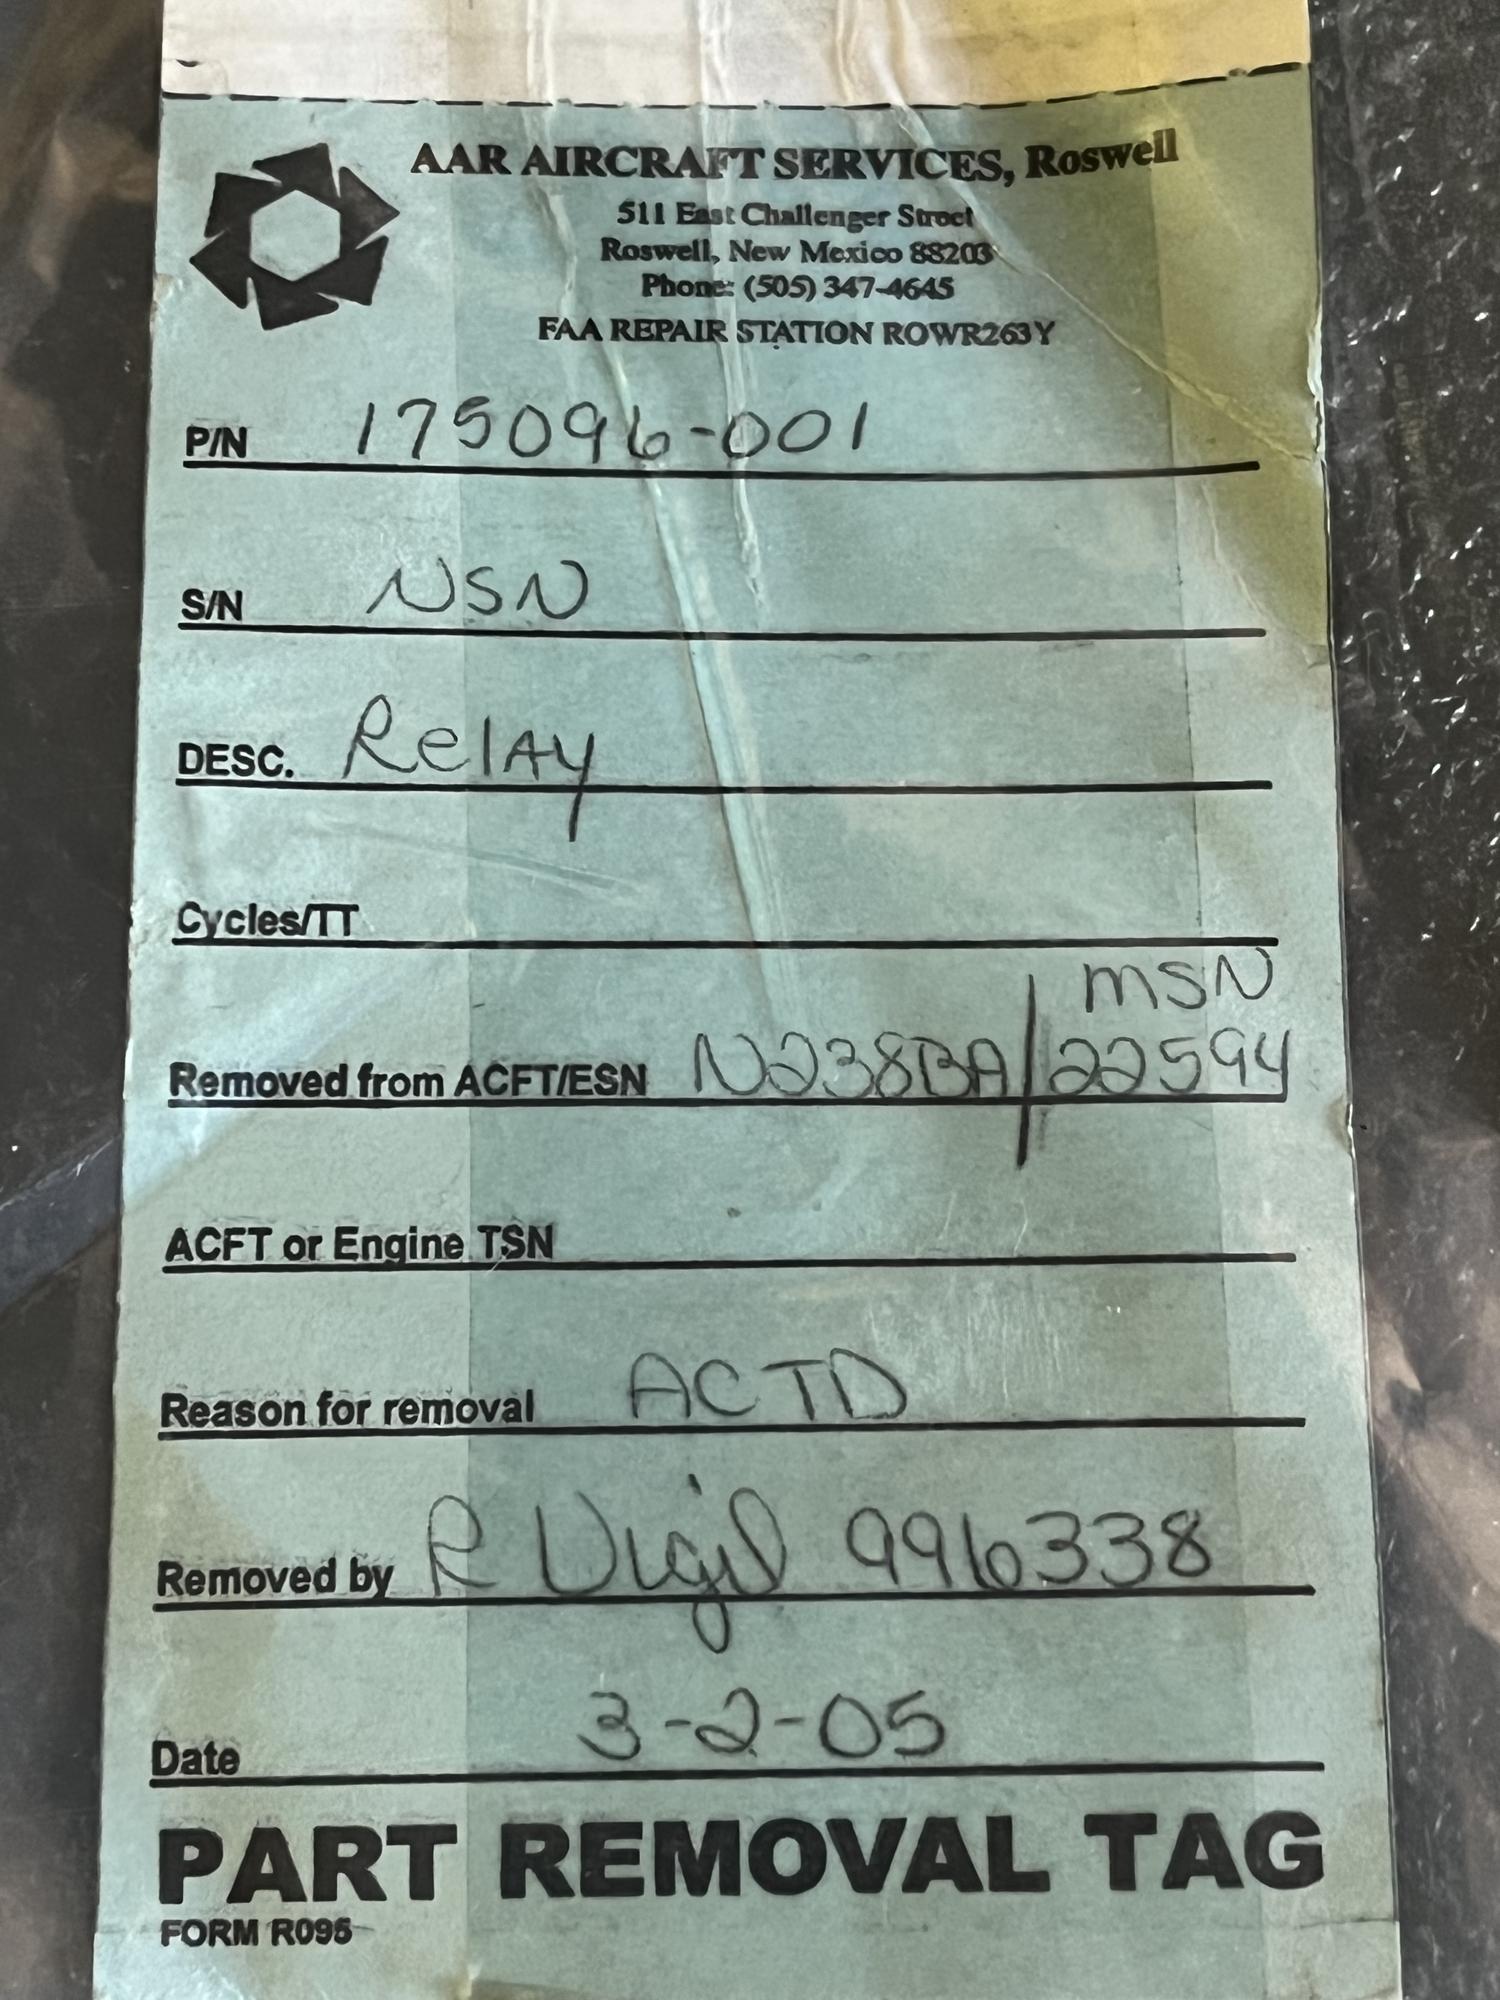 AAR AIRCRAFT SERVICES, Roswell
511 East Challenger Street
Roswell, New Mexico 88203
Phone: (505) 347-4645
FAA REPAIR STATION ROWR263Y
P/N 175096-001
S/N NSN
DESC. Relay
Cycles/TT
MSN
Removed from ACFT/ESN N238BA/22594
ACFT or Engine TSN
Reason for removal ACTD
Removed by R Vigil 996338
Date 3-2-05
PART REMOVAL TAG
FORM R095